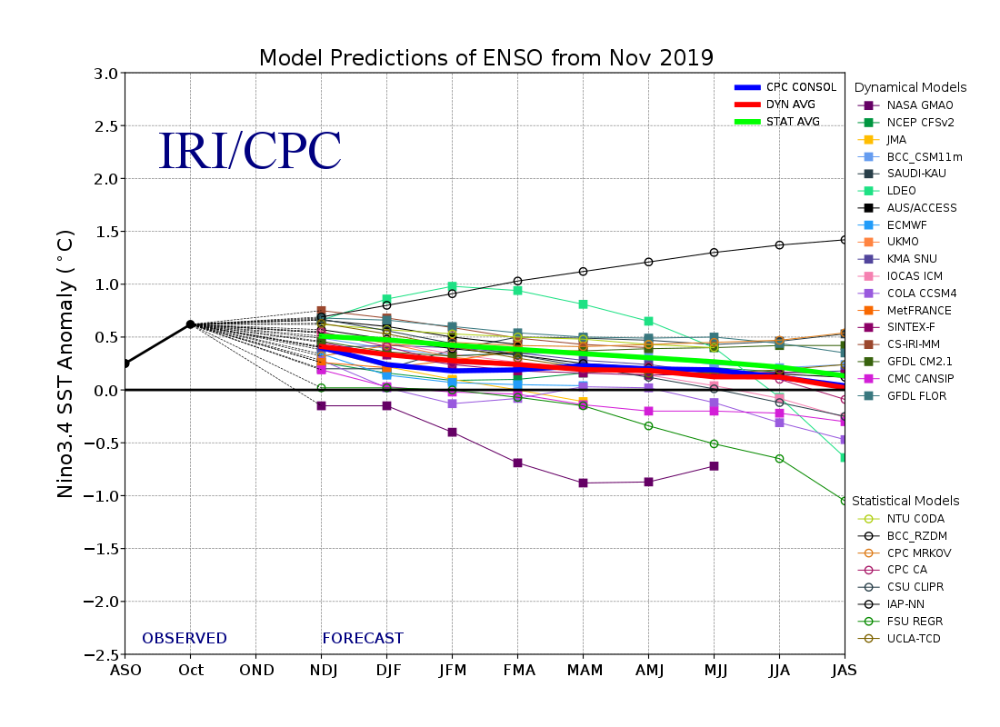 Model Predictions of ENSO from Nov 2019
IRI/CPC
CPC CONSOL
DYN AVG
STAT AVG
Nino3.4 SST Anomaly ( °C)
3.0
2.5
2.0
1.5
1.0
0.5
0.0
−0.5
−1.0
−1.5
−2.0
−2.5
OBSERVED
FORECAST
ASO Oct OND NDJ DJF JFM FMA MAM AMJ MJJ JJA JAS
Dynamical Models
NASA GMAO
NCEP CFSv2
JMA
BCC_CSM11m
SAUDI-KAU
LDEO
AUS/ACCESS
ECMWF
UKMO
KMA SNU
IOCAS ICM
COLA CCSM4
MetFRANCE
SINTEX-F
CS-IRI-MM
GFDL CM2.1
CMC CANSIP
GFDL FLOR
Statistical Models
NTU CODA
BCC_RZDM
CPC MRKOV
CPC CA
CSU CLIPR
IAP-NN
FSU REGR
UCLA-TCD